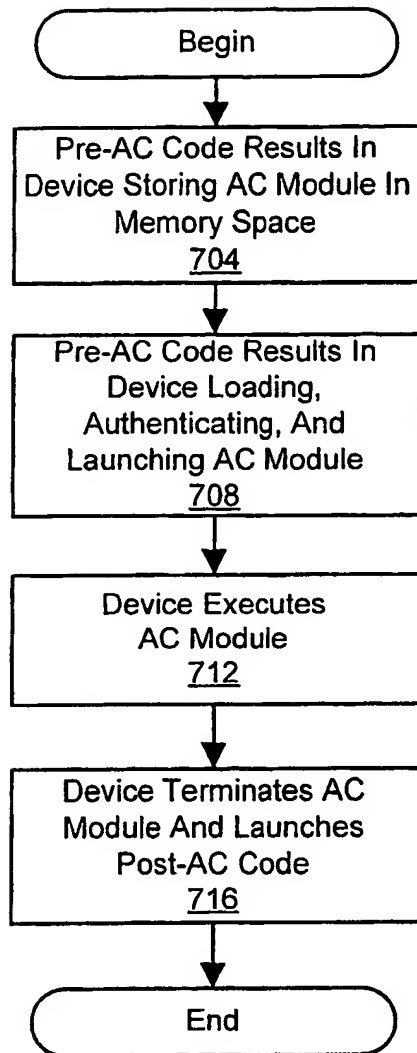 Begin
Pre-AC Code Results In
Device Storing AC Module In
Memory Space
704
Pre-AC Code Results In
Device Loading,
Authenticating, And
Launching AC Module
708
Device Executes
AC Module
712
Device Terminates AC
Module And Launches
Post-AC Code
716
End